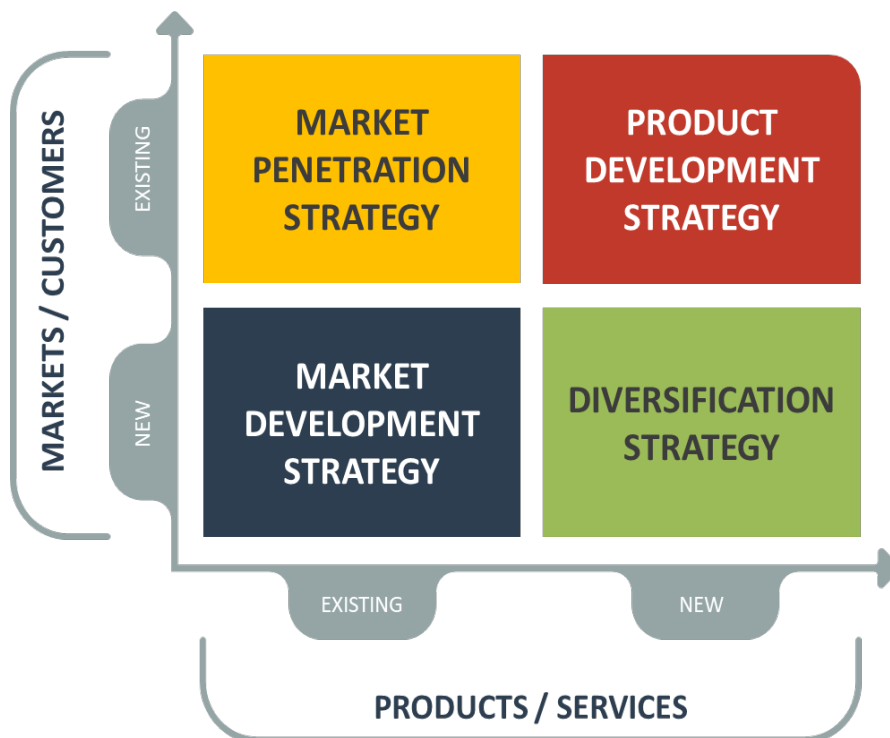 MARKETS / CUSTOMERS
EXISTING
NEW
MARKET
PENETRATION
STRATEGY
PRODUCT
DEVELOPMENT
STRATEGY
MARKET
DEVELOPMENT
STRATEGY
DIVERSIFICATION
STRATEGY
EXISTING
NEW
PRODUCTS / SERVICES